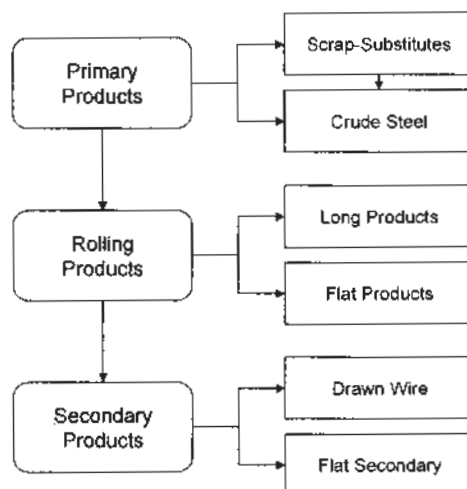 Primary
Products
Scrap-Substitutes
Crude Steel
Rolling
Products
Long Products
Flat Products
Secondary
Products
Drawn Wire
Flat Secondary